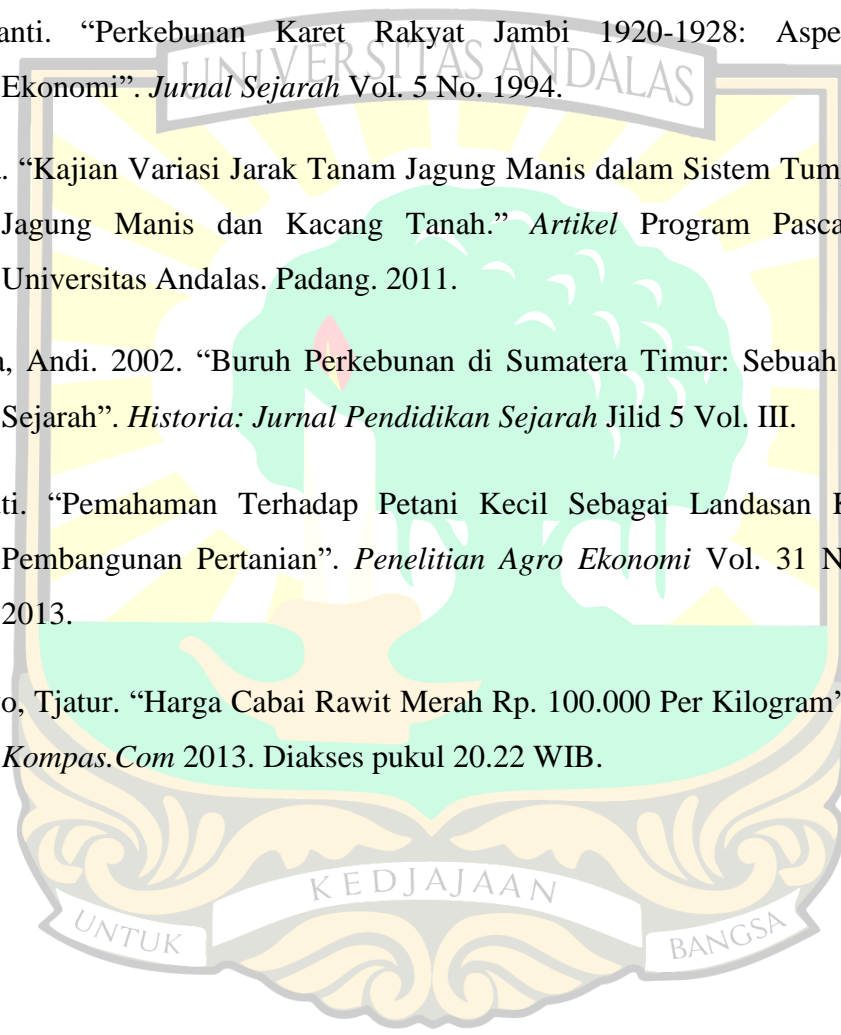 anti. “Perkebunan Karet Rakyat Jambi 1920-1928: Aspe
Ekonomi”. Jurnal Sejarah Vol. 5 No. 1994.
UNIVERSITAS ANDALAS
. “Kajian Variasi Jarak Tanam Jagung Manis dalam Sistem Tum
Jagung Manis dan Kacang Tanah.” Artikel Program Pasca
Universitas Andalas. Padang. 2011.
a, Andi. 2002. “Buruh Perkebunan di Sumatera Timur: Sebuah
Sejarah”. Historia: Jurnal Pendidikan Sejarah Jilid 5 Vol. III.
ti. “Pemahaman Terhadap Petani Kecil Sebagai Landasan
Pembangunan Pertanian”. Penelitian Agro Ekonomi Vol. 31 N
2013.
o, Tjatur. “Harga Cabai Rawit Merah Rp. 100.000 Per Kilogram”
Kompas.Com 2013. Diakses pukul 20.22 WIB.
UNTUK KEDJAJAAN BANGSA